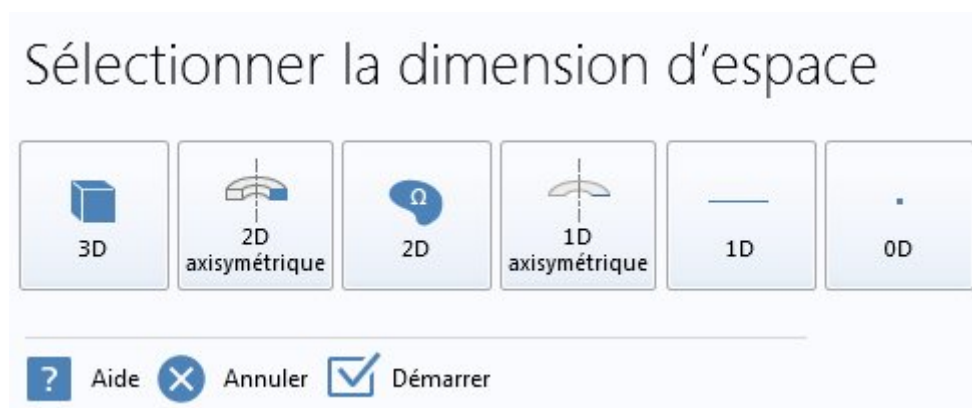 Sélectionner la dimension d'espace
Ω
3D
2D
axisymétrique
2D
1D
axisymétrique
1D
0D
? Aide Annuler Démarrer